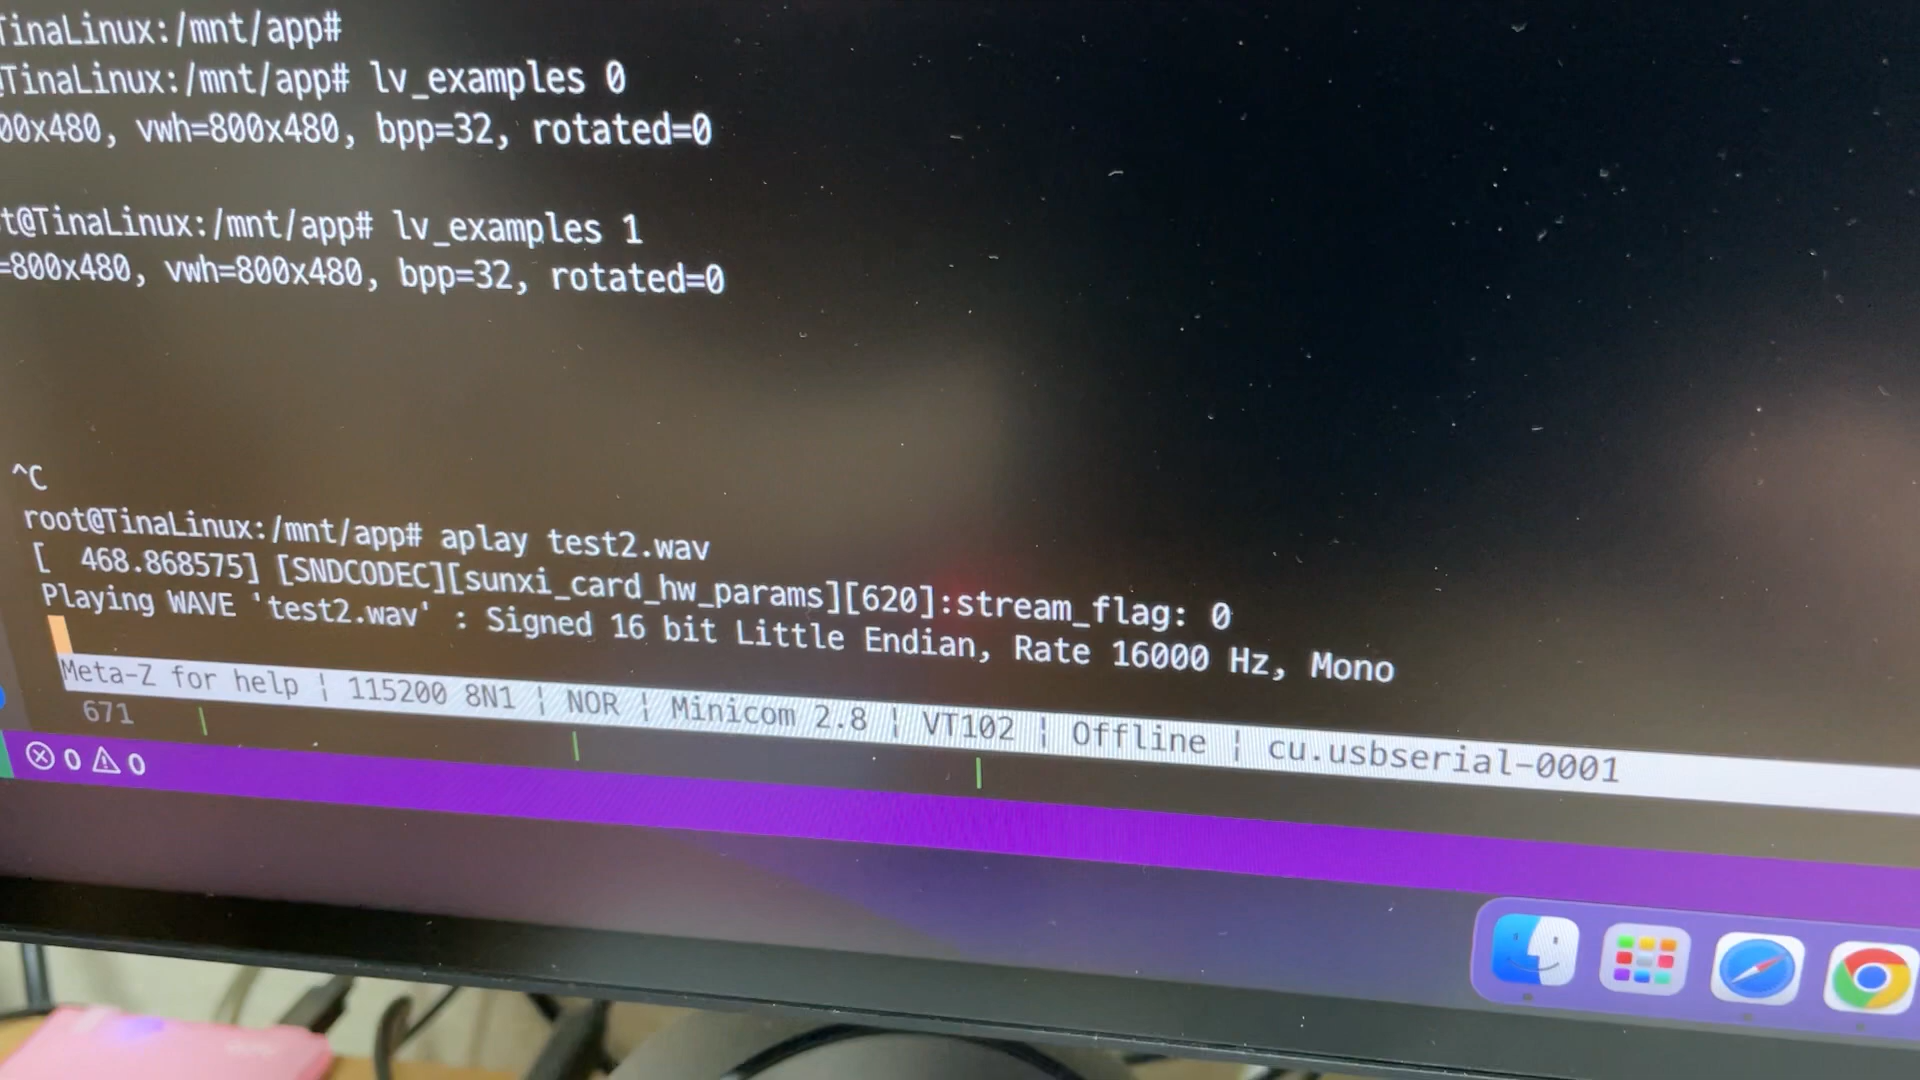 TinaLinux:/mnt/app#
@TinaLinux:/mnt/app# lv_examples 0
00x480, vwh=800x480, bpp=32, rotated=0
t@TinaLinux:/mnt/app# lv_examples 1
=800x480, vwh=800x480, bpp=32, rotated=0
^C
root@TinaLinux:/mnt/app# aplay test2.wav
[  468.868575] [SNDCODEC][sunxi_card_hw_params][620]:stream_flag: 0
Playing WAVE 'test2.wav' : Signed 16 bit Little Endian, Rate 16000 Hz, Mono
Meta-Z for help ¦ 115200 8N1 ¦ NOR ¦ Minicom 2.8 ¦ VT102 ¦ Offline ¦ cu.usbserial-0001
671
0 0